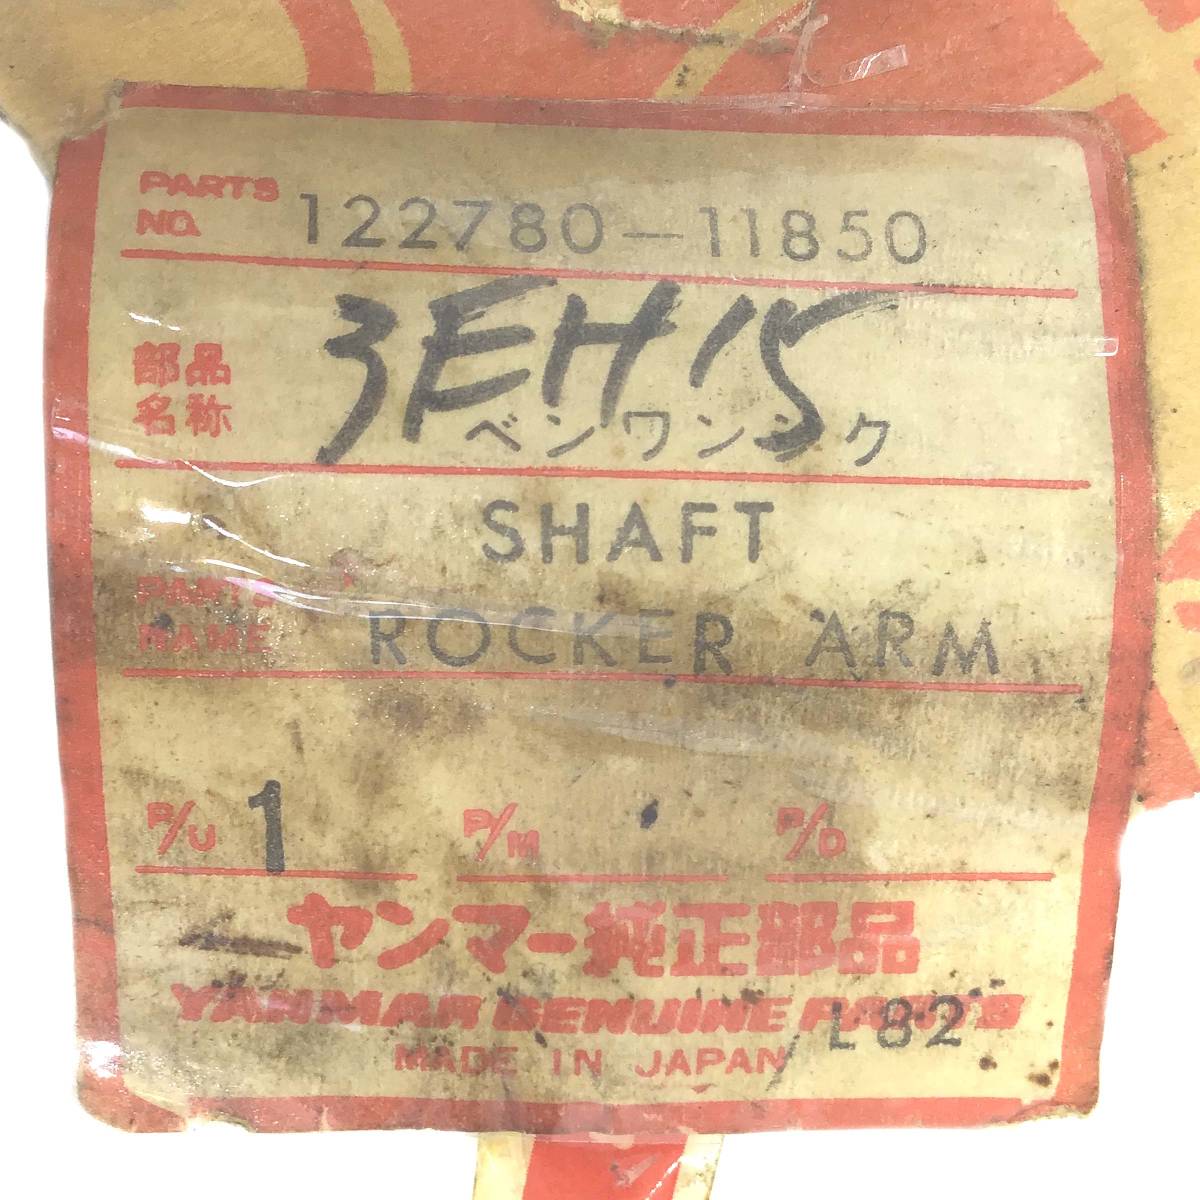 PARTS NO. 122780-11850
3EH15
部品名称 ベンワンシク
SHAFT
PARTS NAME ROCKER ARM
P/U 1 P/M P/D
ヤンマー純正部品
YANMAR GENUINE PARTS
L82
MADE IN JAPAN